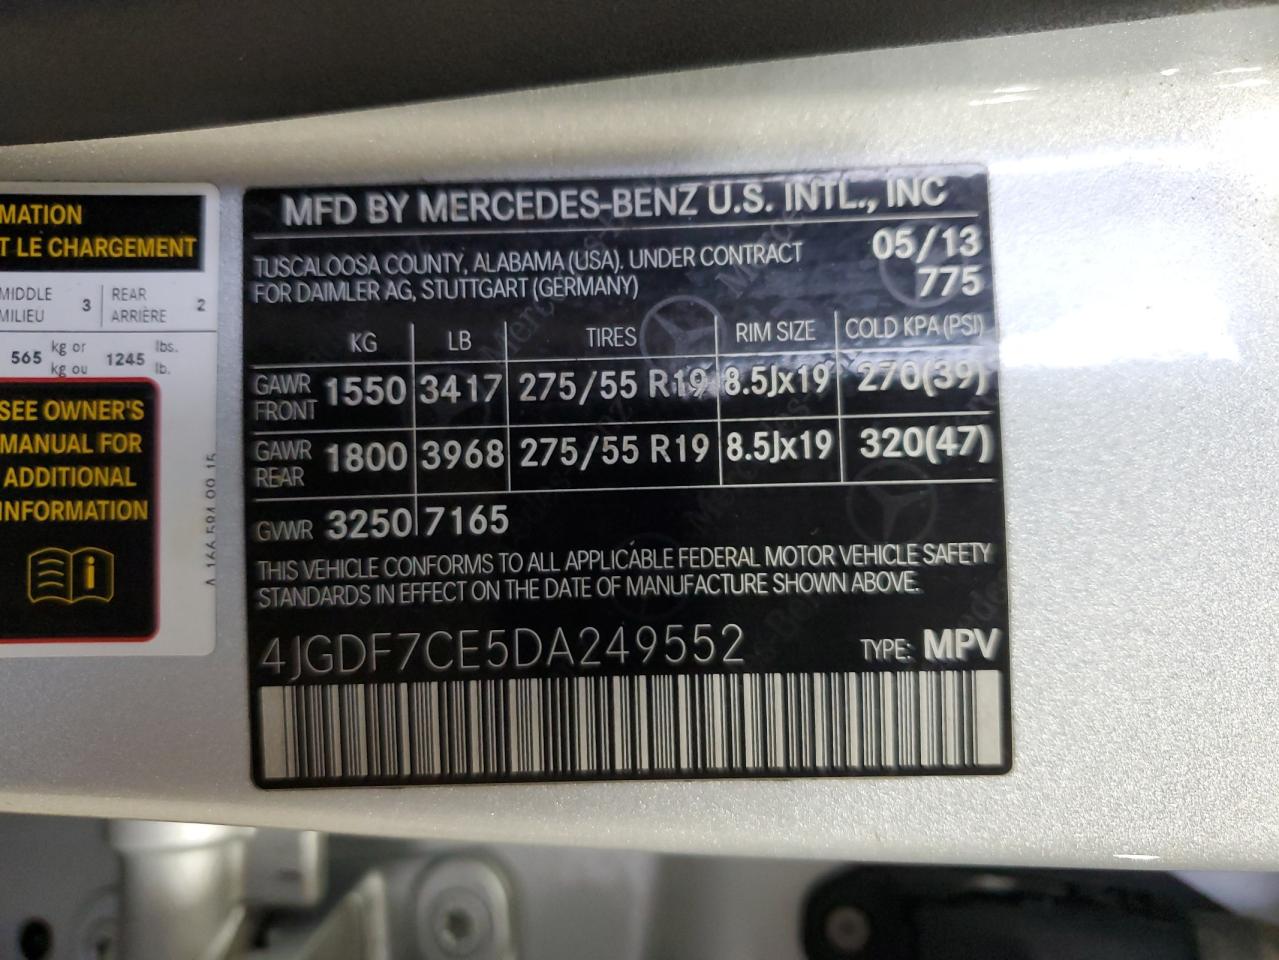 MATION
T LE CHARGEMENT
MIDDLE 3 REAR 2
MILIEU ARRIÈRE
565 kg or 1245 lbs.
kg ou lb.
SEE OWNER'S
MANUAL FOR
ADDITIONAL
INFORMATION
A 166 584 00 15
MFD BY MERCEDES-BENZ U.S. INTL., INC
TUSCALOOSA COUNTY, ALABAMA (USA). UNDER CONTRACT 05/13
FOR DAIMLER AG, STUTTGART (GERMANY) 775
KG LB TIRES RIM SIZE COLD KPA (PSI)
GAWR FRONT 1550 3417 275/55 R19 8.5Jx19 270(39)
GAWR REAR 1800 3968 275/55 R19 8.5Jx19 320(47)
GVWR 3250 7165
THIS VEHICLE CONFORMS TO ALL APPLICABLE FEDERAL MOTOR VEHICLE SAFETY
STANDARDS IN EFFECT ON THE DATE OF MANUFACTURE SHOWN ABOVE.
4JGDF7CE5DA249552 TYPE: MPV